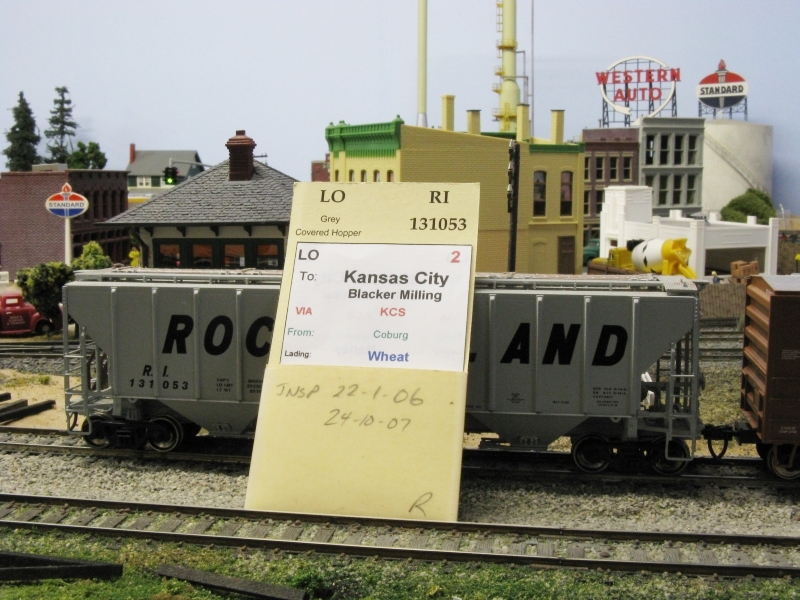 WESTERN
AUTO
STANDARD
STANDARD
LO RI
Grey
Covered Hopper 131053
LO 2
To: Kansas City
Blacker Milling
VIA KCS
From: Coburg
Lading: Wheat
INSP 22-1-06
24-10-07
R
ROC LAND
R.I.
131053